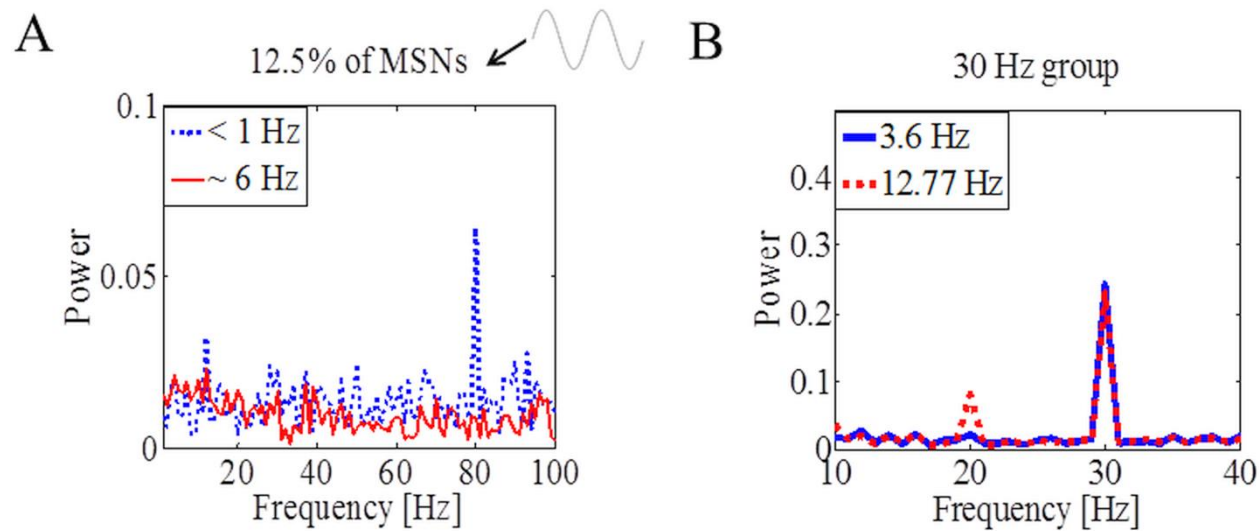 A
12.5% of MSNs
0.1
< 1 Hz
~ 6 Hz
0.05
0
Power
20 40 60 80 100
Frequency [Hz]
B
30 Hz group
3.6 Hz
12.77 Hz
0.4
0.3
0.2
0.1
0
Power
10 20 30 40
Frequency [Hz]